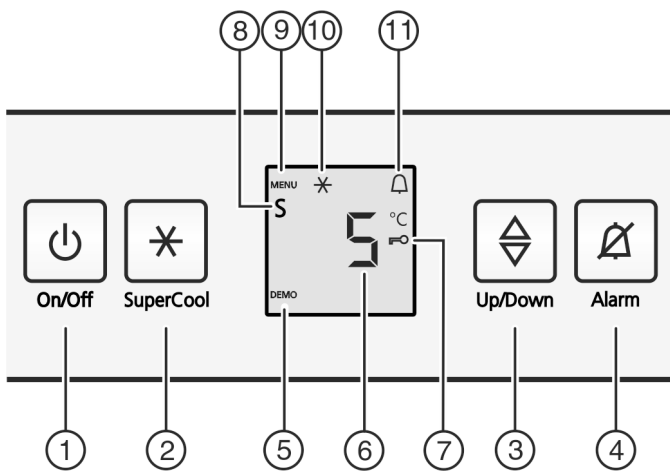 8 9 10 11
MENU
S
5 °C
DEMO
On/Off SuperCool Up/Down Alarm
1 2 5 6 7 3 4